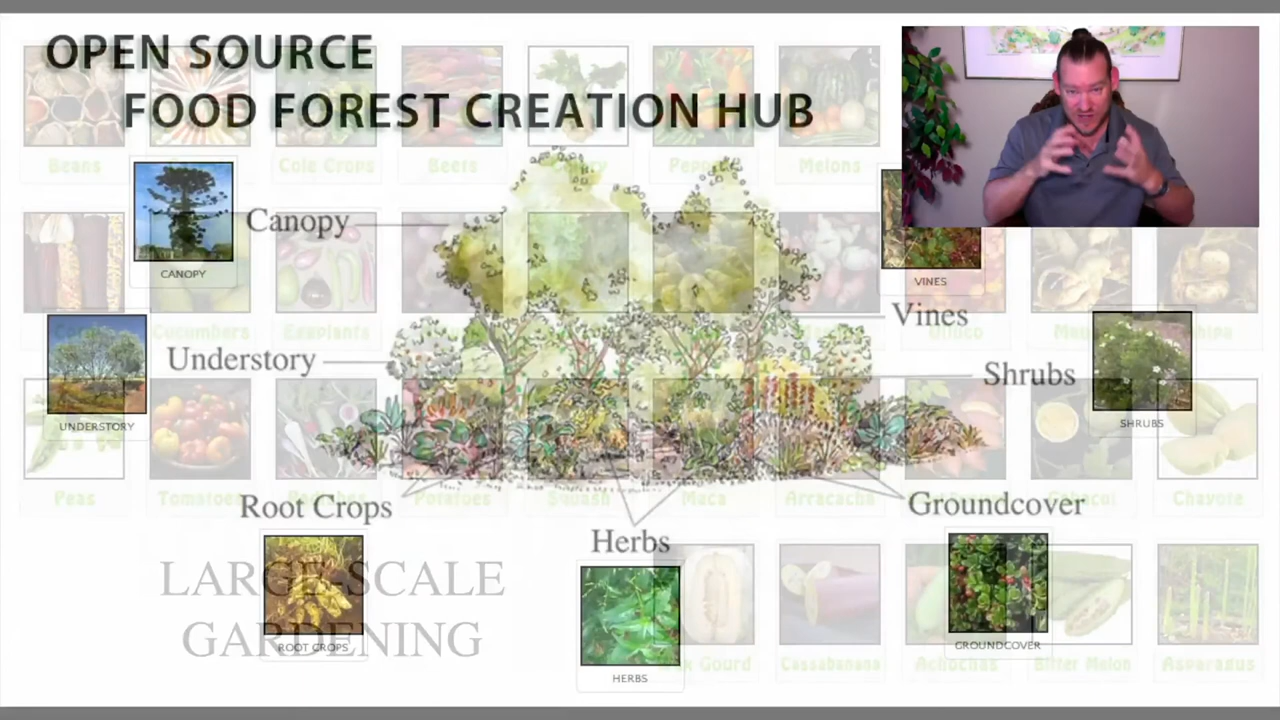 OPEN SOURCE
FOOD FOREST CREATION HUB
Beans
Cole Crops
Beets
Melons
Canopy
CANOPY
VINES
Vines
Cucumbers
Eggplants
Understory
UNDERSTORY
Shrubs
SHRUBS
Peas
Tomatoes
Radishes
Potatoes
Squash
Maca
Arracacha
Chayote
Root Crops
Groundcover
Herbs
LARGE-SCALE
GARDENING
ROOT CROPS
HERBS
GROUNDCOVER
Gourd
Cassabanana
Achochas
Bitter Melon
Asparagus